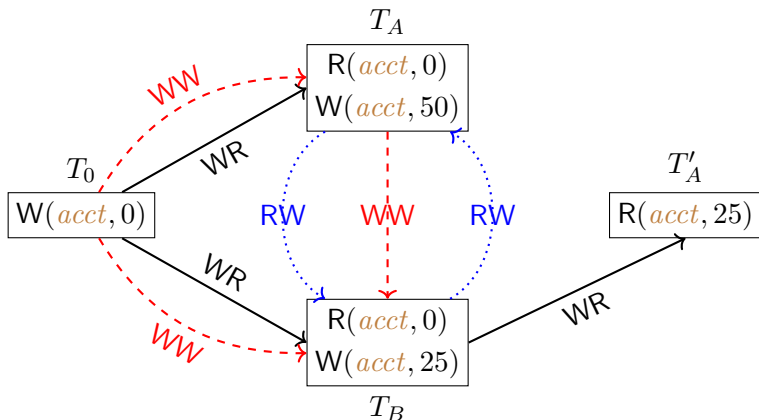 T_A
R(acct, 0)
W(acct, 50)
WW
WR
T_0
W(acct, 0)
RW
WW
RW
T'_A
R(acct, 25)
WR
WW
R(acct, 0)
W(acct, 25)
WR
T_B